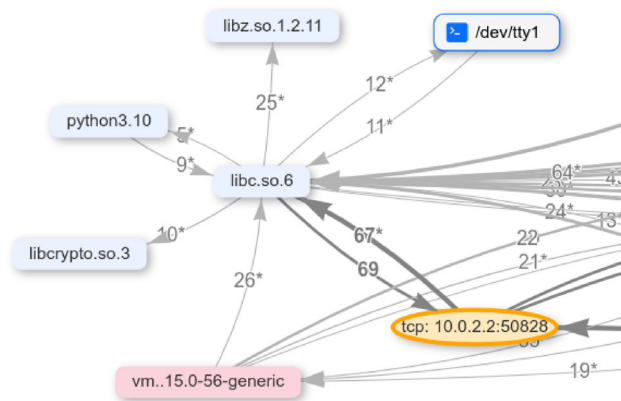 libz.so.1.2.11
/dev/tty1
12*
25*
11*
python3.10
5*
9*
64*
libc.so.6
24*
13*
67*
22
10*
69
libcrypto.so.3
21*
26*
tcp: 10.0.2.2:50828
19*
vm..15.0-56-generic